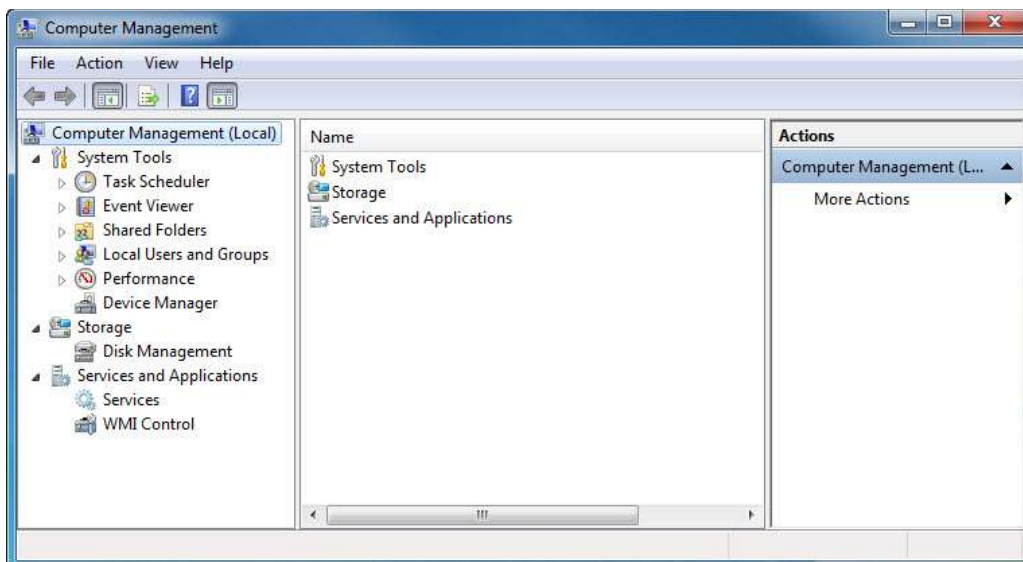 Computer Management
File Action View Help
Computer Management (Local)
System Tools
Task Scheduler
Event Viewer
Shared Folders
Local Users and Groups
Performance
Device Manager
Storage
Disk Management
Services and Applications
Services
WMI Control
Name
System Tools
Storage
Services and Applications
Actions
Computer Management (L...
More Actions